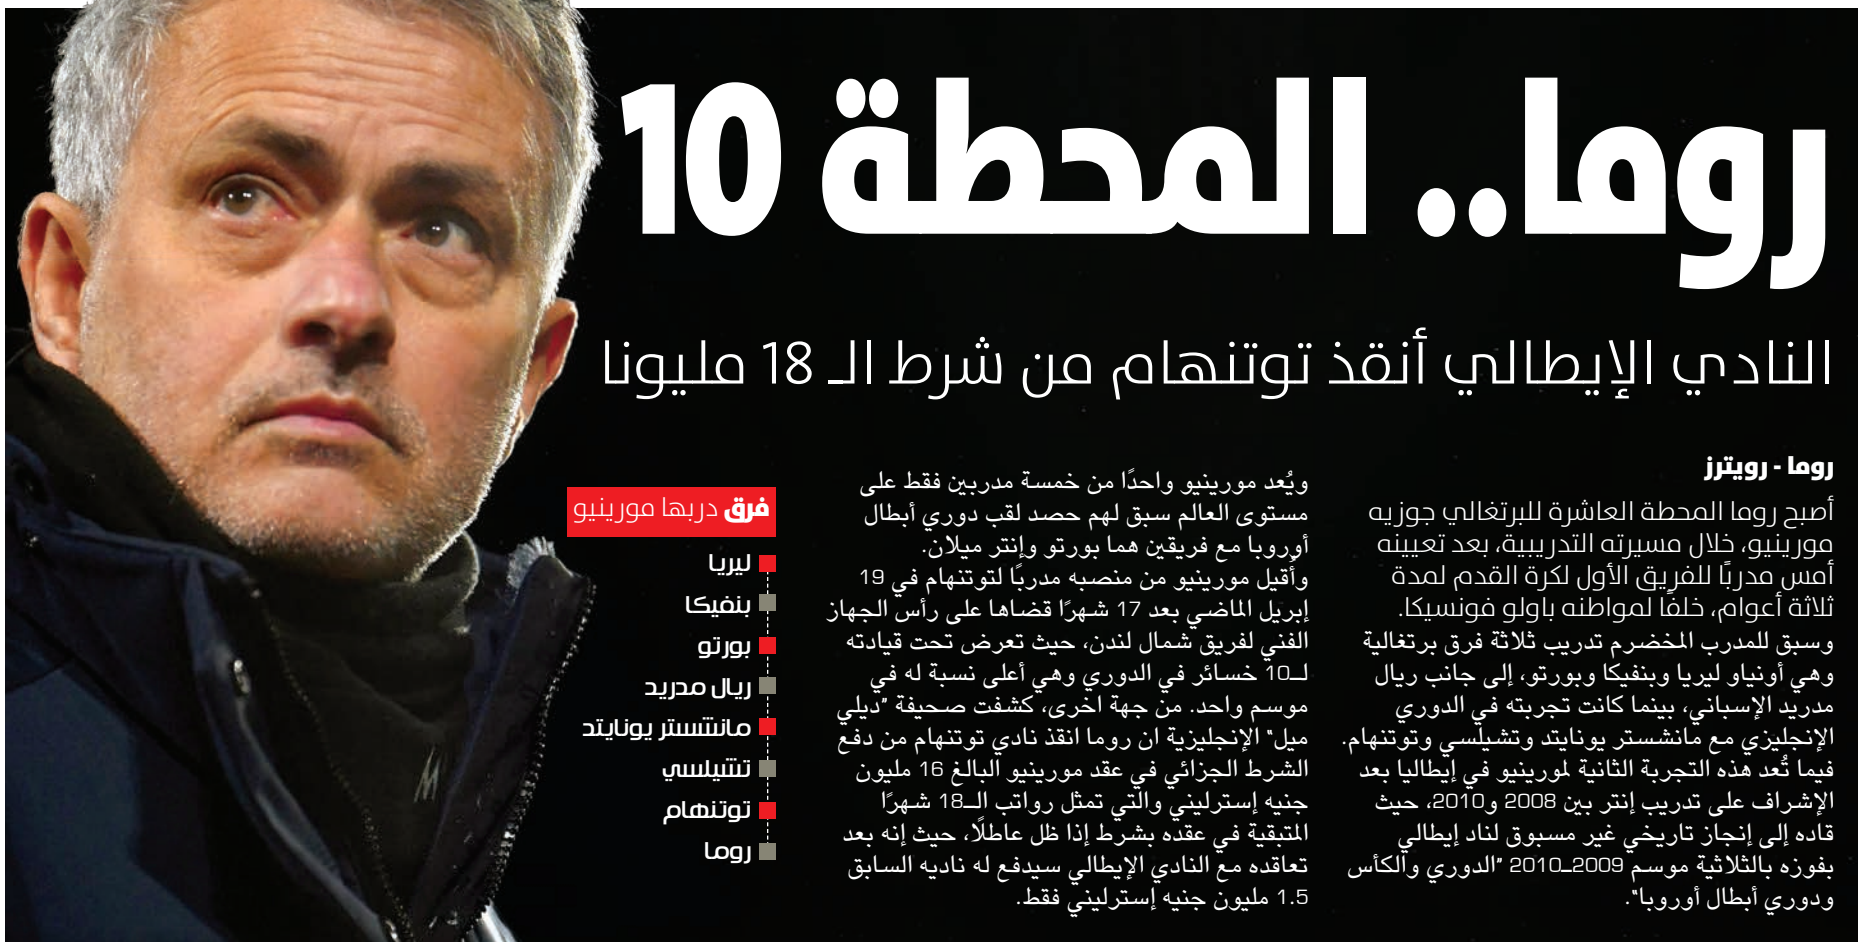 روما.. المحطة 10
النادي الإيطالي أنقذ توتنهام من شرط الـ 18 مليونا
روما - رويترز
أصبح روما المحطة العاشرة للبرتغالي جوزيه
مورينيو، خلال مسيرته التدريبية، بعد تعيينه
أمس مدربًا للفريق الأول لكرة القدم لمدة
ثلاثة أعوام، خلفًا لمواطنه باولو فونسيكا.
وسبق للمدرب المخضرم تدريب ثلاثة فرق برتغالية
وهي أونياو ليريا وبنفيكا وبورتو، إلى جانب ريال
مدريد الإسباني، بينما كانت تجربته في الدوري
الإنجليزي مع مانشستر يونايتد وتشيلسي وتوتنهام.
فيما تُعد هذه التجربة الثانية لمورينيو في إيطاليا بعد
الإشراف على تدريب إنتر بين 2008 و2010، حيث
قاده إلى إنجاز تاريخي غير مسبوق لناد إيطالي
بفوزه بالثلاثية موسم 2009ـ2010 "الدوري والكأس
ودوري أبطال أوروبا".
ويُعد مورينيو واحدًا من خمسة مدربين فقط على
مستوى العالم سبق لهم حصد لقب دوري أبطال
أوروبا مع فريقين هما بورتو وإنتر ميلان.
وأقيل مورينيو من منصبه مدربًا لتوتنهام في 19
إبريل الماضي بعد 17 شهرًا قضاها على رأس الجهاز
الفني لفريق شمال لندن، حيث تعرض تحت قيادته
لــ10 خسائر في الدوري وهي أعلى نسبة له في
موسم واحد. من جهة اخرى، كشفت صحيفة "ديلي
ميل" الإنجليزية ان روما انقذ نادي توتنهام من دفع
الشرط الجزائي في عقد مورينيو البالغ 16 مليون
جنيه إسترليني والتي تمثل رواتب الــ18 شهرًا
المتبقية في عقده بشرط إذا ظل عاطلًا، حيث إنه بعد
تعاقده مع النادي الإيطالي سيدفع له ناديه السابق
1.5 مليون جنيه إسترليني فقط.
فرق دربها مورينيو
ليريا
بنفيكا
بورتو
ريال مدريد
مانشستر يونايتد
تشيلسي
توتنهام
روما